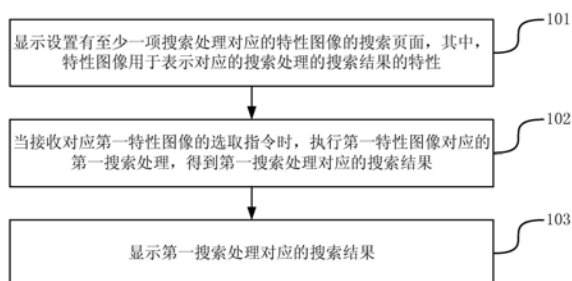 显示设置有至少一项搜索处理对应的特性图像的搜索页面，其中，
特性图像用于表示对应的搜索处理的搜索结果的特性
101
当接收对应第一特性图像的选取指令时，执行第一特性图像对应的
第一搜索处理，得到第一搜索处理对应的搜索结果
102
显示第一搜索处理对应的搜索结果
103